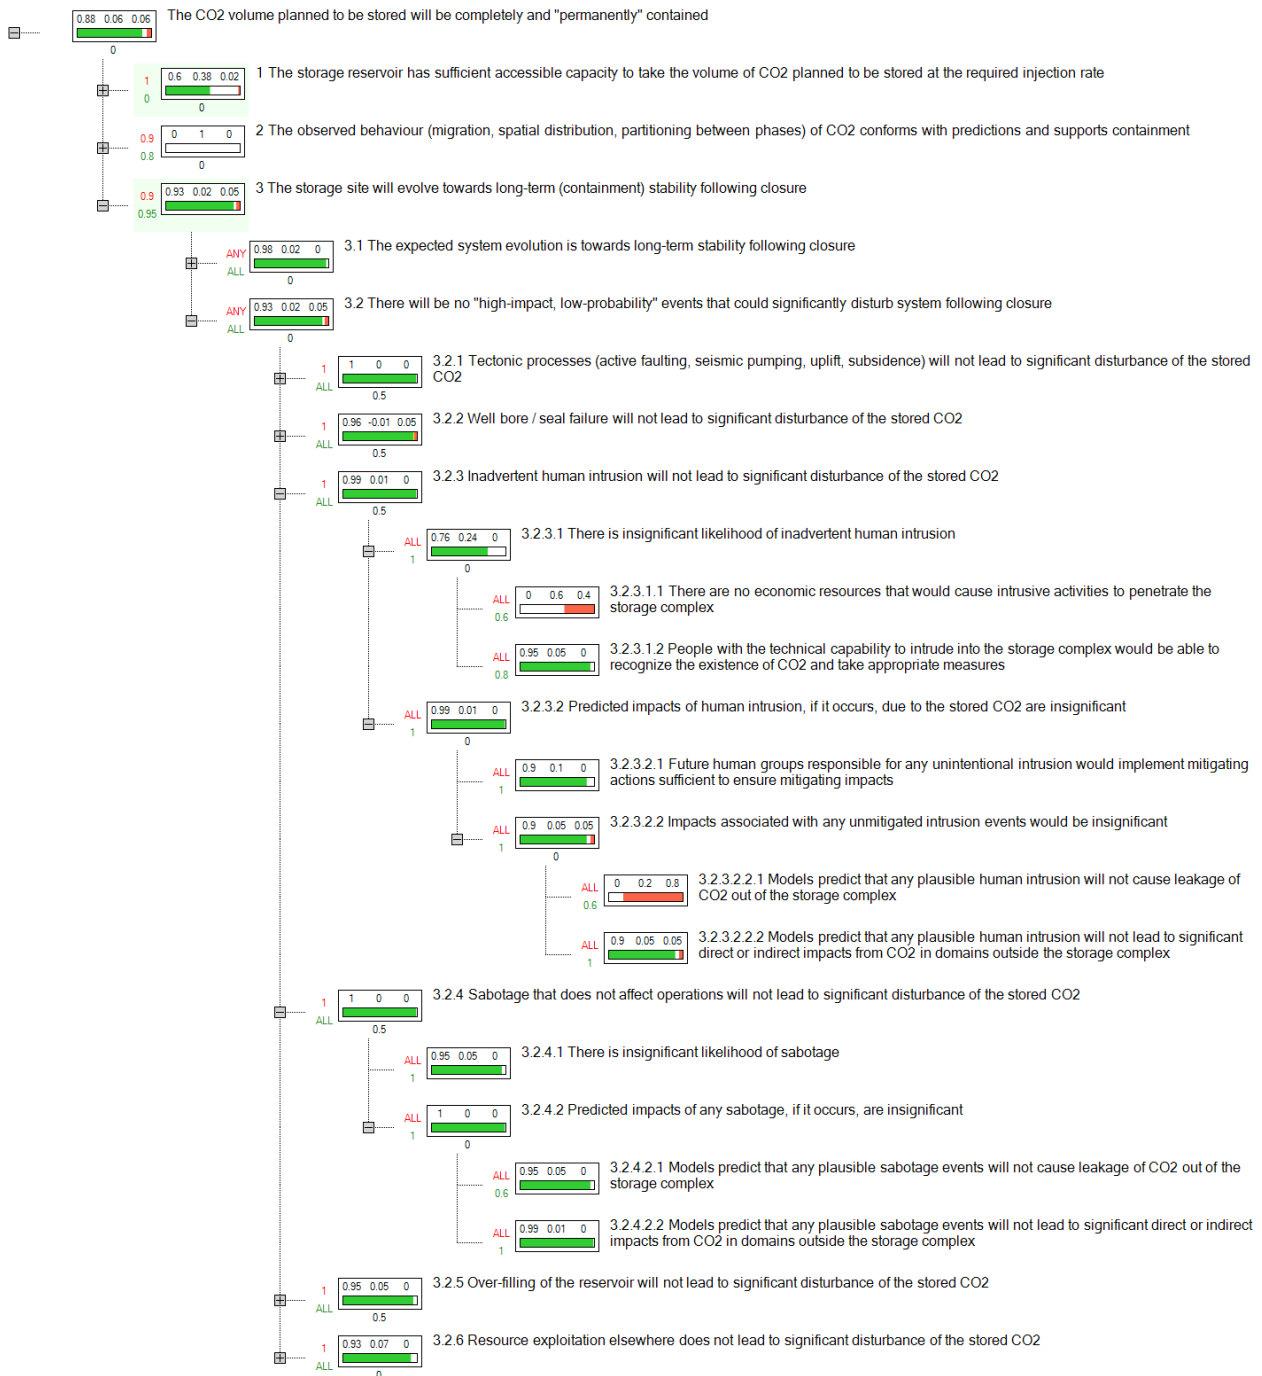 0.88 0.06 0.06
The CO2 volume planned to be stored will be completely and "permanently" contained
0
1
0
0.6 0.38 0.02
0
1 The storage reservoir has sufficient accessible capacity to take the volume of CO2 planned to be stored at the required injection rate
0.9
0.8
0 1 0
0
2 The observed behaviour (migration, spatial distribution, partitioning between phases) of CO2 conforms with predictions and supports containment
0.9
0.95
0.93 0.02 0.05
3 The storage site will evolve towards long-term (containment) stability following closure
ANY
ALL
0.98 0.02 0
0
3.1 The expected system evolution is towards long-term stability following closure
ANY
ALL
0.93 0.02 0.05
0
3.2 There will be no "high-impact, low-probability" events that could significantly disturb system following closure
1
ALL
1 0 0
0.5
3.2.1 Tectonic processes (active faulting, seismic pumping, uplift, subsidence) will not lead to significant disturbance of the stored
CO2
1
ALL
0.96 -0.01 0.05
0.5
3.2.2 Well bore / seal failure will not lead to significant disturbance of the stored CO2
1
ALL
0.99 0.01 0
0.5
3.2.3 Inadvertent human intrusion will not lead to significant disturbance of the stored CO2
ALL
1
0.76 0.24 0
0
3.2.3.1 There is insignificant likelihood of inadvertent human intrusion
ALL
0.6
0 0.6 0.4
3.2.3.1.1 There are no economic resources that would cause intrusive activities to penetrate the
storage complex
ALL
0.8
0.95 0.05 0
3.2.3.1.2 People with the technical capability to intrude into the storage complex would be able to
recognize the existence of CO2 and take appropriate measures
ALL
1
0.99 0.01 0
0
3.2.3.2 Predicted impacts of human intrusion, if it occurs, due to the stored CO2 are insignificant
ALL
1
0.9 0.1 0
3.2.3.2.1 Future human groups responsible for any unintentional intrusion would implement mitigating
actions sufficient to ensure mitigating impacts
ALL
1
0.9 0.05 0.05
0
3.2.3.2.2 Impacts associated with any unmitigated intrusion events would be insignificant
ALL
0.6
0 0.2 0.8
3.2.3.2.2.1 Models predict that any plausible human intrusion will not cause leakage of
CO2 out of the storage complex
ALL
1
0.9 0.05 0.05
3.2.3.2.2.2 Models predict that any plausible human intrusion will not lead to significant
direct or indirect impacts from CO2 in domains outside the storage complex
1
ALL
1 0 0
0.5
3.2.4 Sabotage that does not affect operations will not lead to significant disturbance of the stored CO2
ALL
1
0.95 0.05 0
3.2.4.1 There is insignificant likelihood of sabotage
ALL
1
1 0 0
0
3.2.4.2 Predicted impacts of any sabotage, if it occurs, are insignificant
ALL
0.6
0.95 0.05 0
3.2.4.2.1 Models predict that any plausible sabotage events will not cause leakage of CO2 out of the
storage complex
ALL
1
0.99 0.01 0
3.2.4.2.2 Models predict that any plausible sabotage events will not lead to significant direct or indirect
impacts from CO2 in domains outside the storage complex
1
ALL
0.95 0.05 0
0.5
3.2.5 Over-filling of the reservoir will not lead to significant disturbance of the stored CO2
1
ALL
0.93 0.07 0
0
3.2.6 Resource exploitation elsewhere does not lead to significant disturbance of the stored CO2